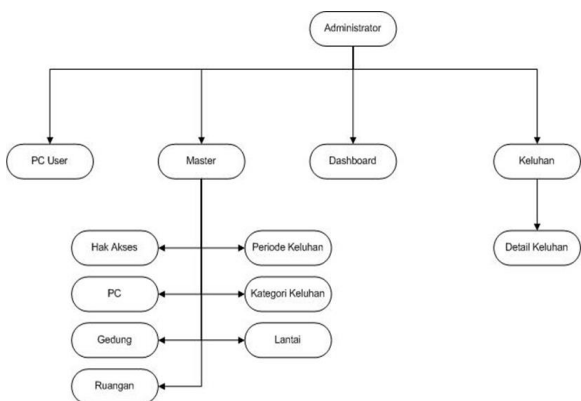 Administrator
PC User
Master
Dashboard
Keluhan
Hak Akses
Periode Keluhan
Detail Keluhan
PC
Kategori Keluhan
Gedung
Lantai
Ruangan